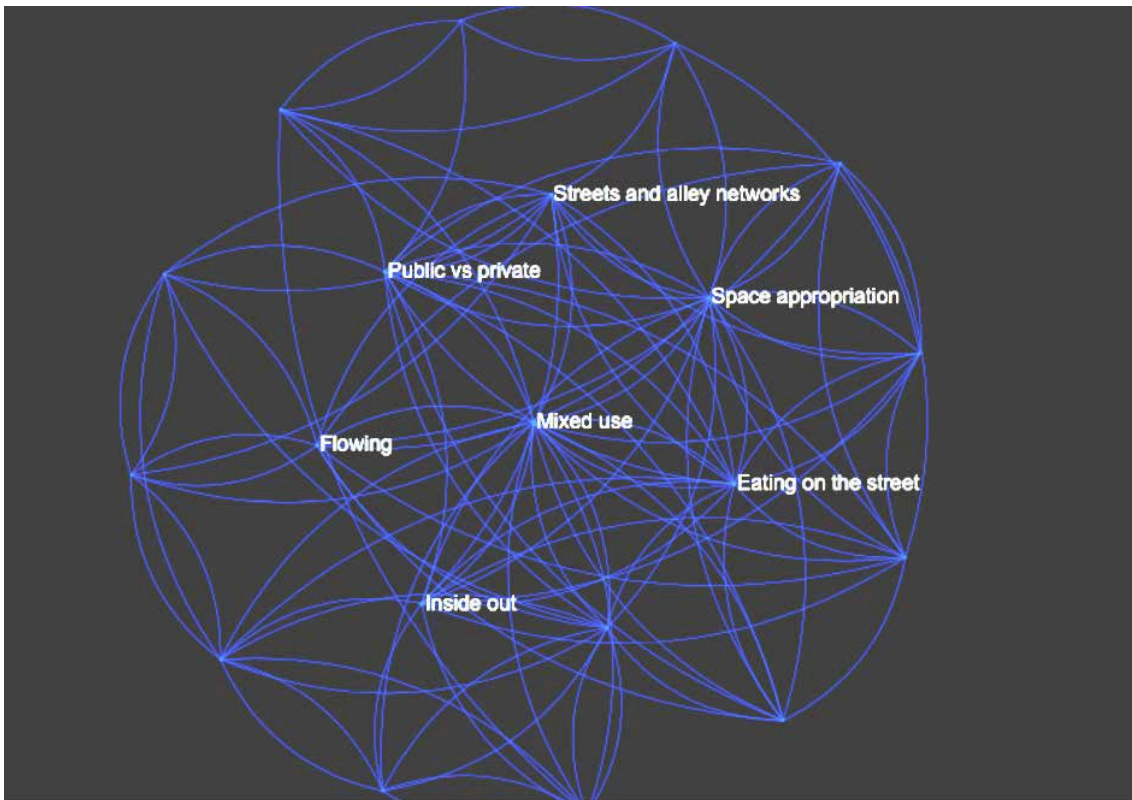 Streets and alley networks
Public vs private
Space appropriation
Mixed use
Flowing
Eating on the street
Inside out